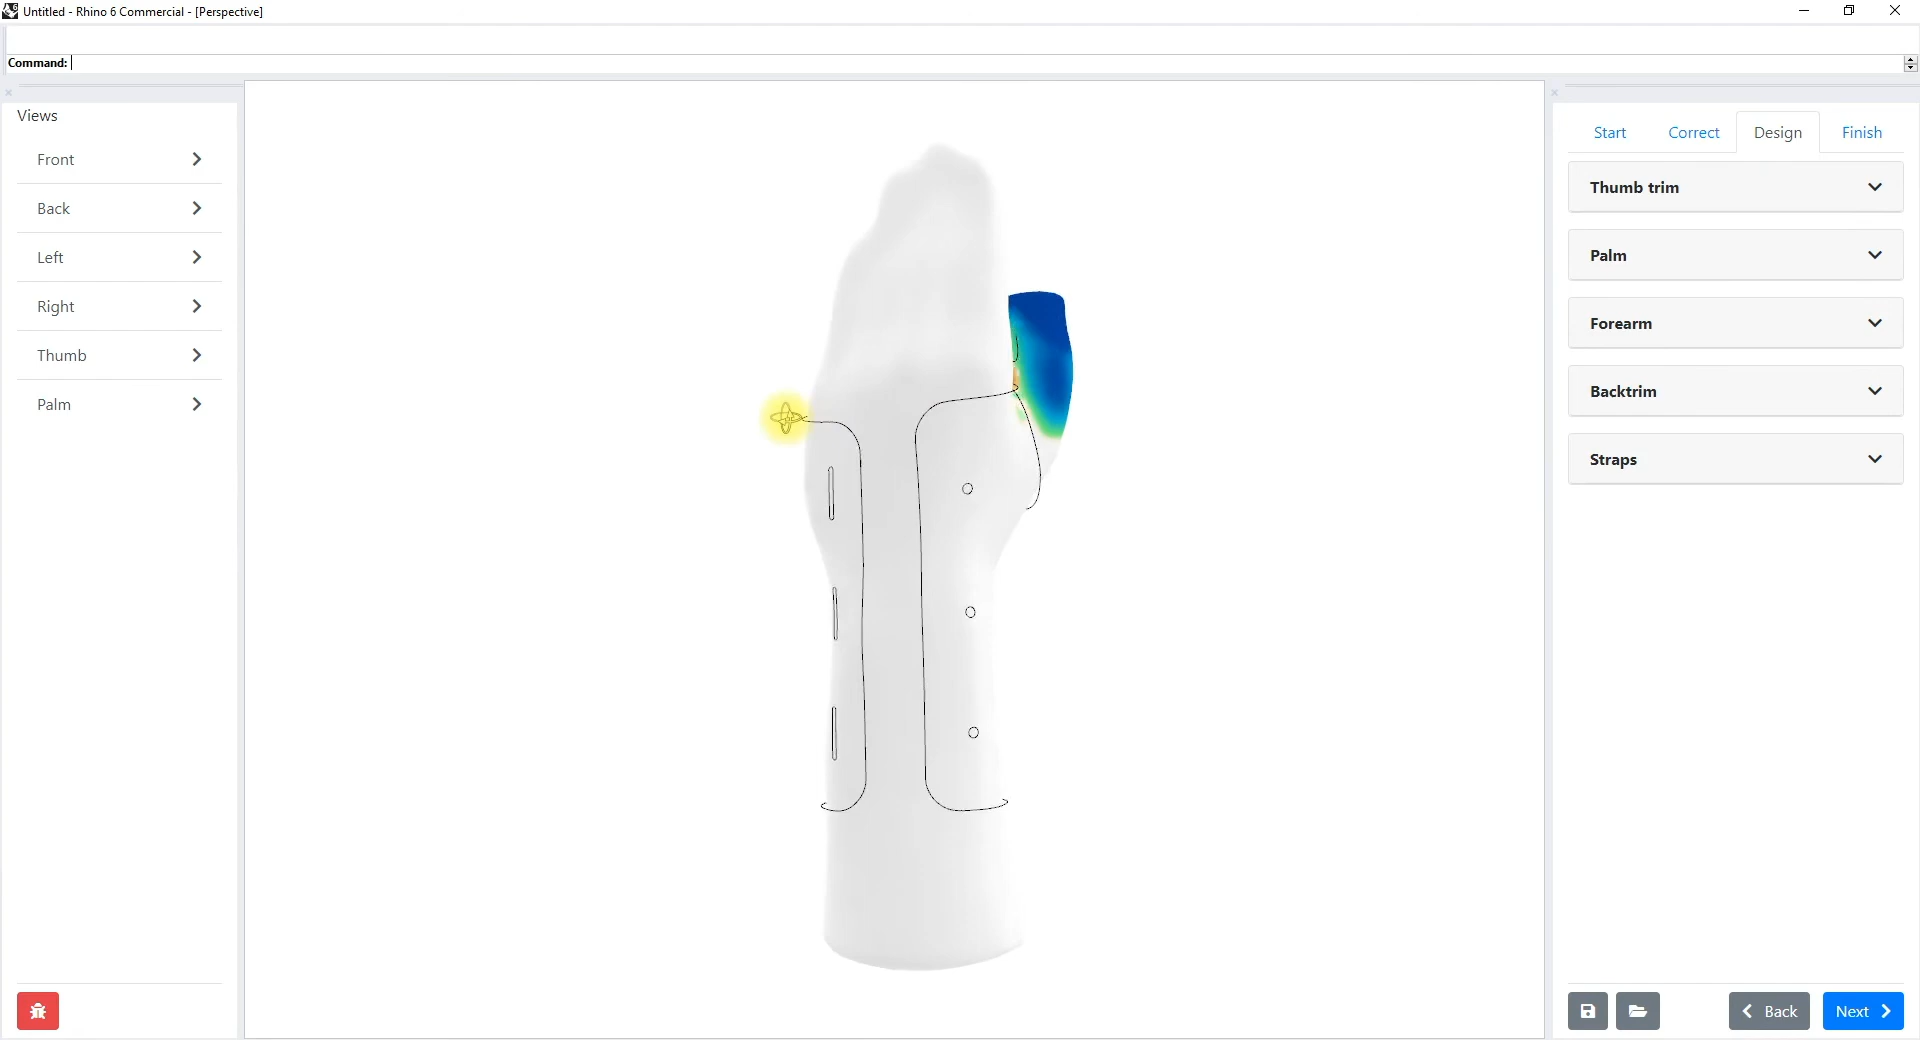 Untitled - Rhino 6 Commercial - [Perspective]
Command:
Views
Front
Back
Left
Right
Thumb
Palm
Start Correct Design Finish
Thumb trim
Palm
Forearm
Backtrim
Straps
Back Next